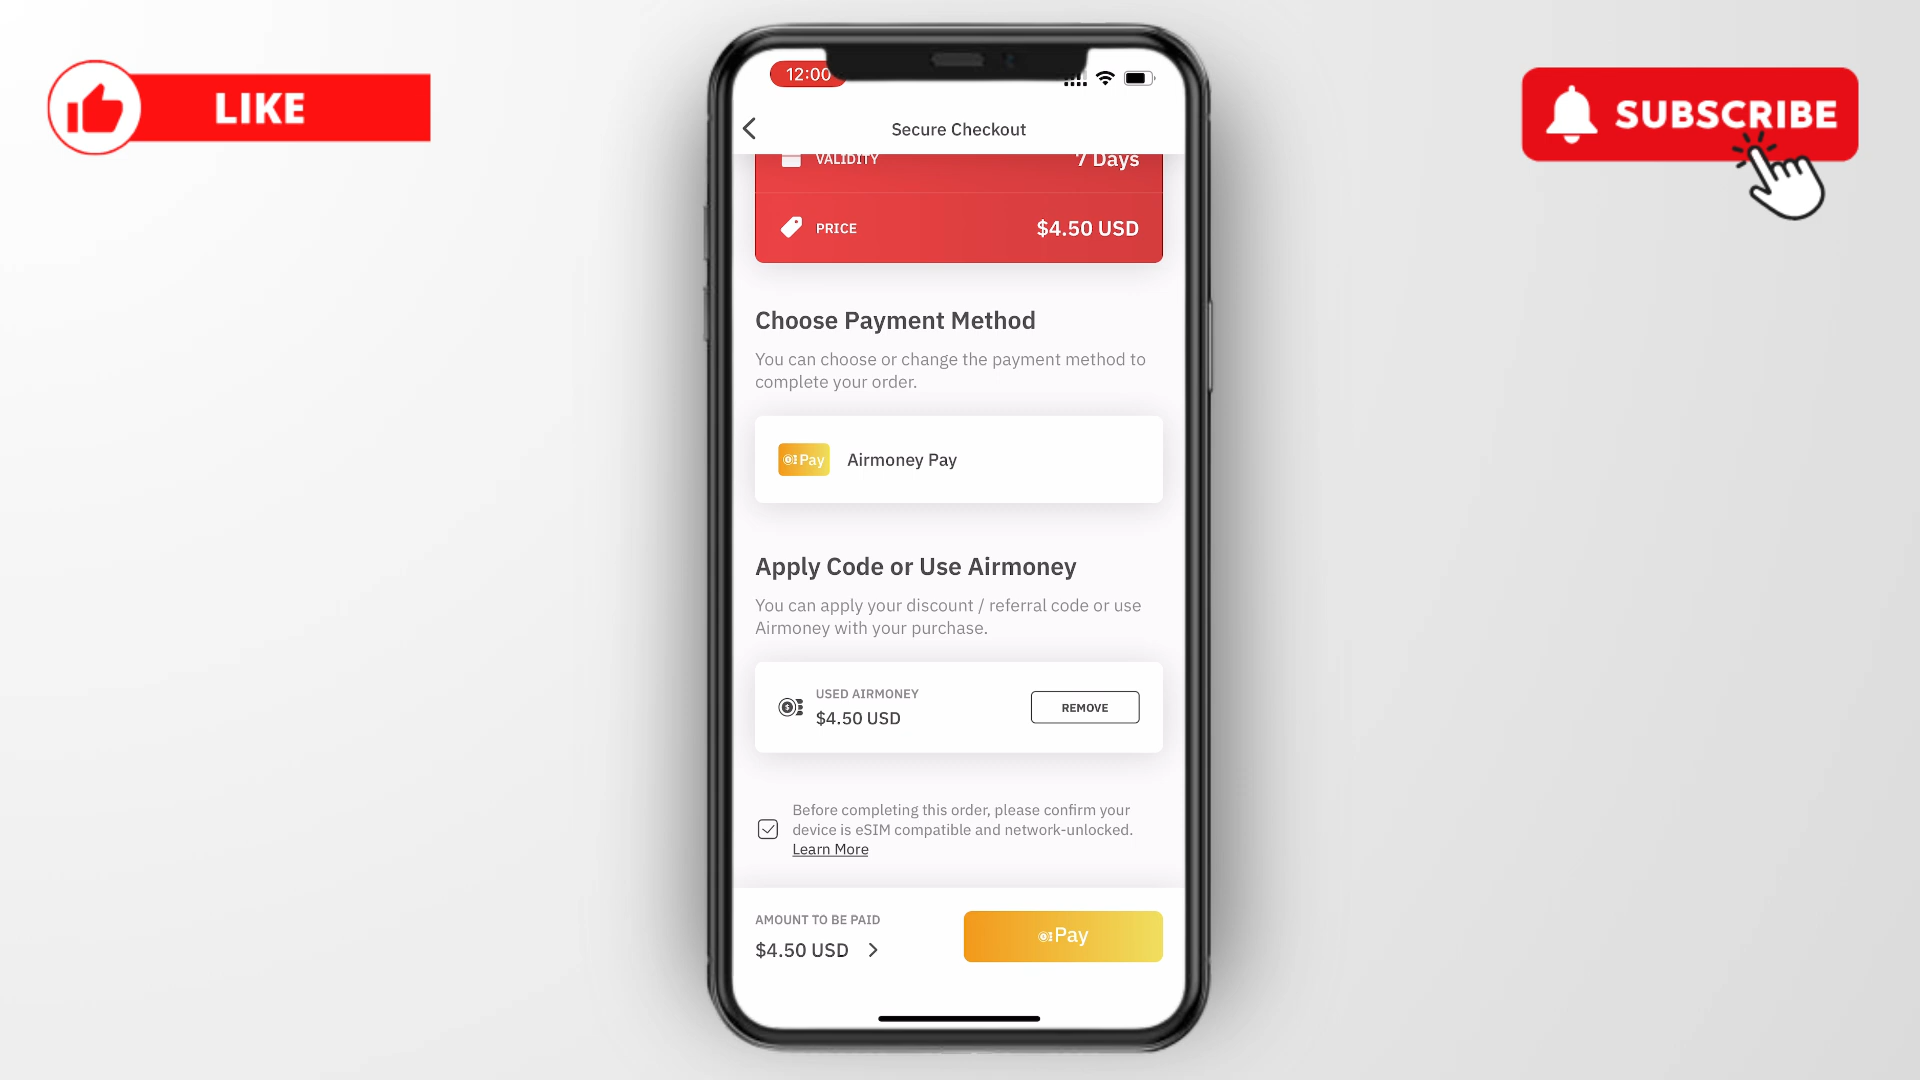 LIKE
SUBSCRIBE
12:00
Secure Checkout
VALIDITY 7 Days
PRICE $4.50 USD
Choose Payment Method
You can choose or change the payment method to
complete your order.
Pay Airmoney Pay
Apply Code or Use Airmoney
You can apply your discount / referral code or use
Airmoney with your purchase.
USED AIRMONEY
$4.50 USD
REMOVE
Before completing this order, please confirm your
device is eSIM compatible and network-unlocked.
Learn More
AMOUNT TO BE PAID
$4.50 USD
Pay